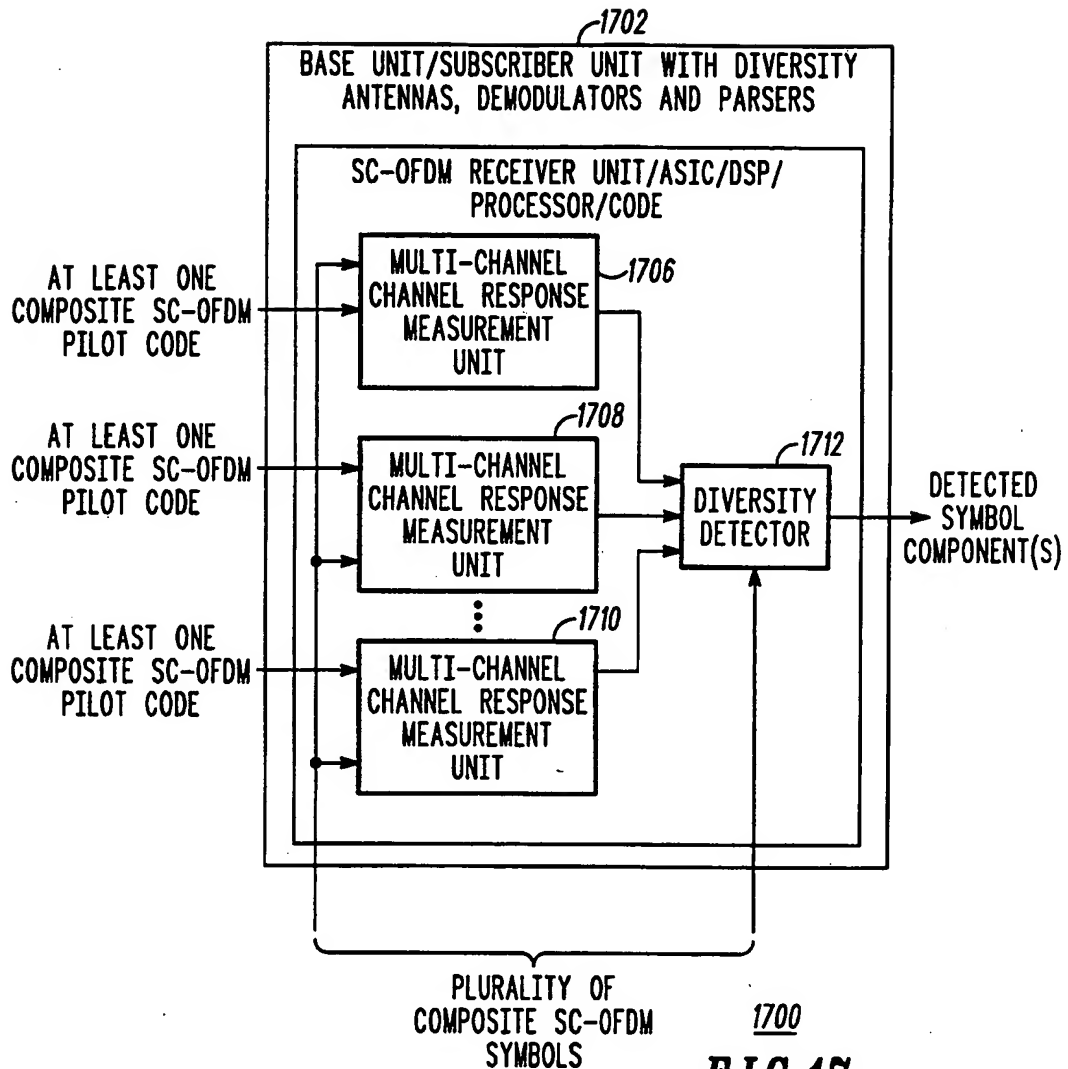 1702
BASE UNIT/SUBSCRIBER UNIT WITH DIVERSITY
ANTENNAS, DEMODULATORS AND PARSERS
SC-OFDM RECEIVER UNIT/ASIC/DSP/
PROCESSOR/CODE
AT LEAST ONE
COMPOSITE SC-OFDM
PILOT CODE
MULTI-CHANNEL
CHANNEL RESPONSE
MEASUREMENT
UNIT
1706
AT LEAST ONE
COMPOSITE SC-OFDM
PILOT CODE
1708
MULTI-CHANNEL
CHANNEL RESPONSE
MEASUREMENT
UNIT
1712
DIVERSITY
DETECTOR
DETECTED
SYMBOL
COMPONENT(S)
AT LEAST ONE
COMPOSITE SC-OFDM
PILOT CODE
1710
MULTI-CHANNEL
CHANNEL RESPONSE
MEASUREMENT
UNIT
PLURALITY OF
COMPOSITE SC-OFDM
SYMBOLS
1700